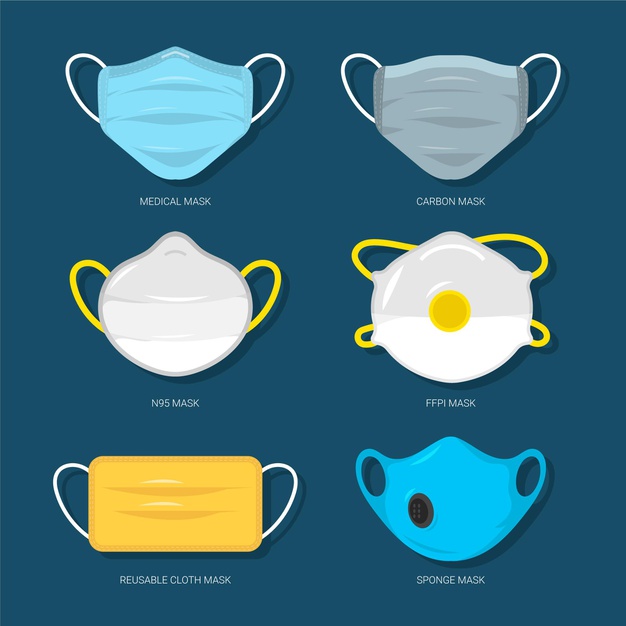 MEDICAL MASK
CARBON MASK
N95 MASK
FFPI MASK
REUSABLE CLOTH MASK
SPONGE MASK